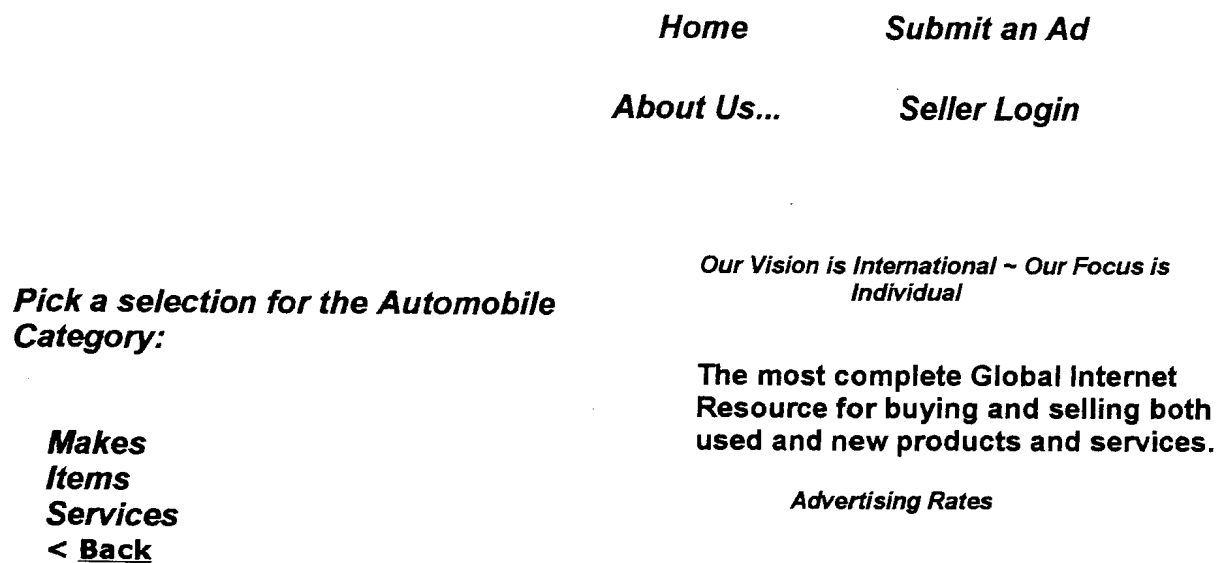 Home Submit an Ad
About Us... Seller Login
Our Vision is International ~ Our Focus is
Individual
Pick a selection for the Automobile
Category:
The most complete Global Internet
Resource for buying and selling both
used and new products and services.
Makes
Items
Services
< Back
Advertising Rates